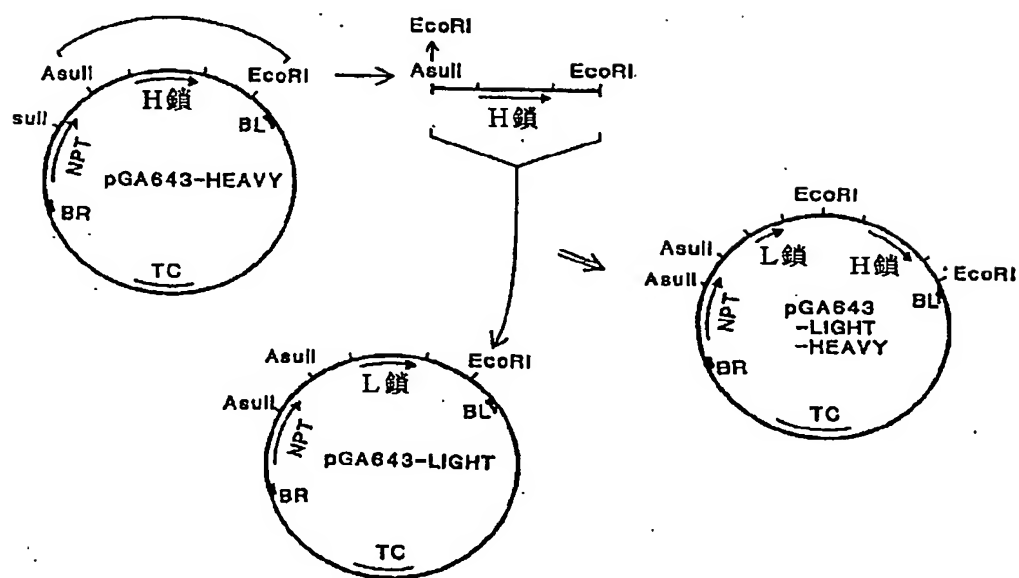 AsuII
EcoRI
H鎖
sull
NPT
BL
pGA643-HEAVY
BR
TC
EcoRI
AsuII
EcoRI
H鎖
AsuII
EcoRI
L鎖
AsuII
NPT
BL
pGA643-LIGHT
BR
TC
EcoRI
AsuII
L鎖
H鎖
AsuII
EcoRI
BL
NPT
pGA643
-LIGHT
-HEAVY
BR
TC